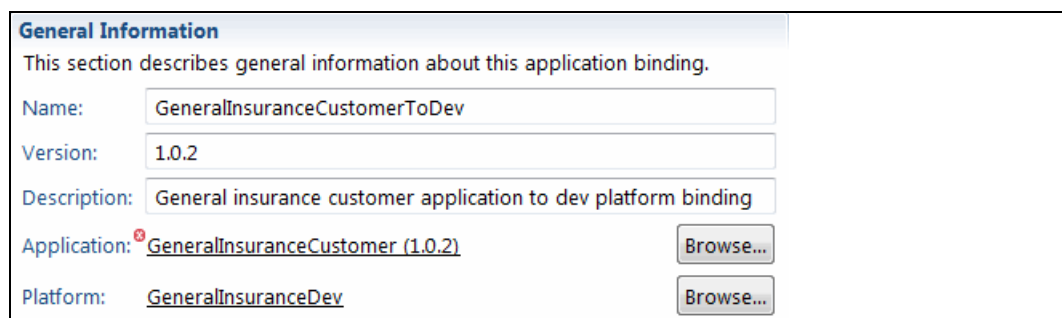 General Information
This section describes general information about this application binding.
Name: GeneralInsuranceCustomerToDev
Version: 1.0.2
Description: General insurance customer application to dev platform binding
Application: GeneralInsuranceCustomer (1.0.2) Browse...
Platform: GeneralInsuranceDev Browse...